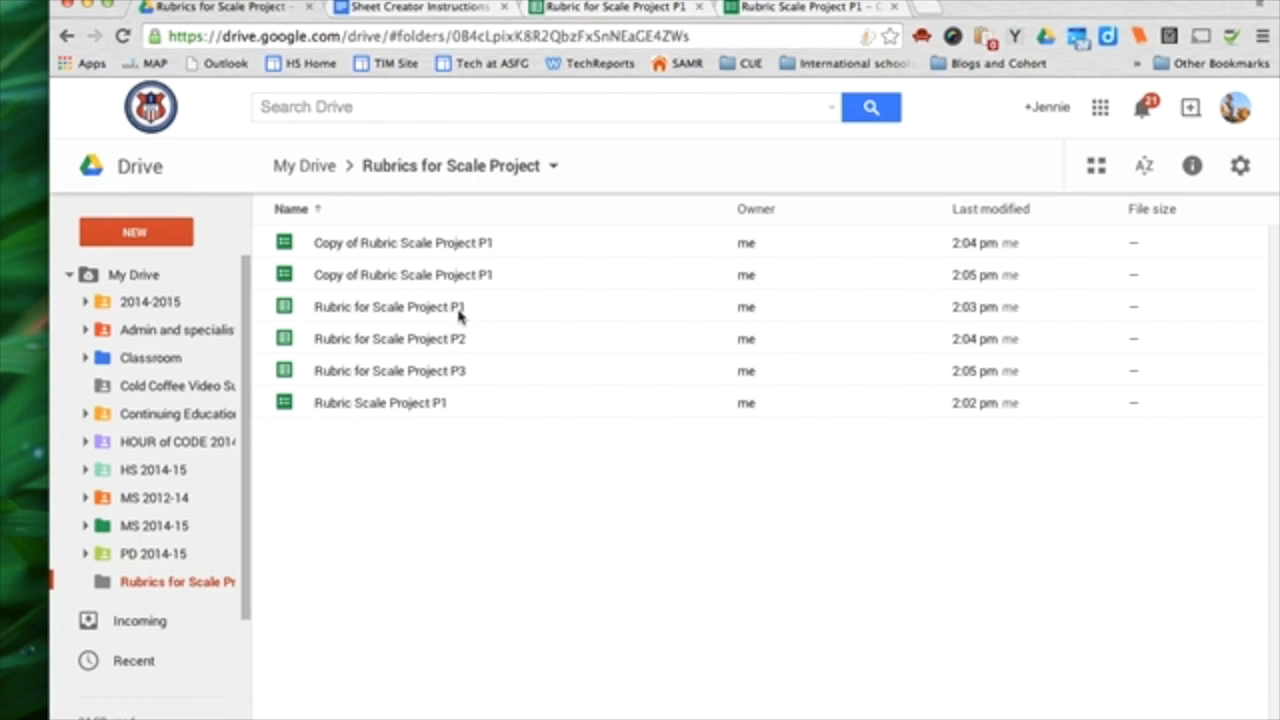 Rubrics for Scale Project - × Sheet Creator Instructions × Rubric for Scale Project P1 × Rubric Scale Project P1 - ×
https://drive.google.com/drive/#folders/0B4cLpixK8R2QbzFxSnNEaGE4ZWs
Apps MAP Outlook HS Home TIM Site Tech at ASFG TechReports SAMR CUE International schoo Blogs and Cohort » Other Bookmarks
Search Drive +Jennie 21
Drive My Drive > Rubrics for Scale Project AZ
Name ↑ Owner Last modified File size
NEW
Copy of Rubric Scale Project P1 me 2:04 pm me –
Copy of Rubric Scale Project P1 me 2:05 pm me –
Rubric for Scale Project P1 me 2:03 pm me –
Rubric for Scale Project P2 me 2:04 pm me –
Rubric for Scale Project P3 me 2:05 pm me –
Rubric Scale Project P1 me 2:02 pm me –
My Drive
2014-2015
Admin and specialis
Classroom
Cold Coffee Video Su
Continuing Educatio
HOUR of CODE 2014
HS 2014-15
MS 2012-14
MS 2014-15
PD 2014-15
Rubrics for Scale Pr
Incoming
Recent